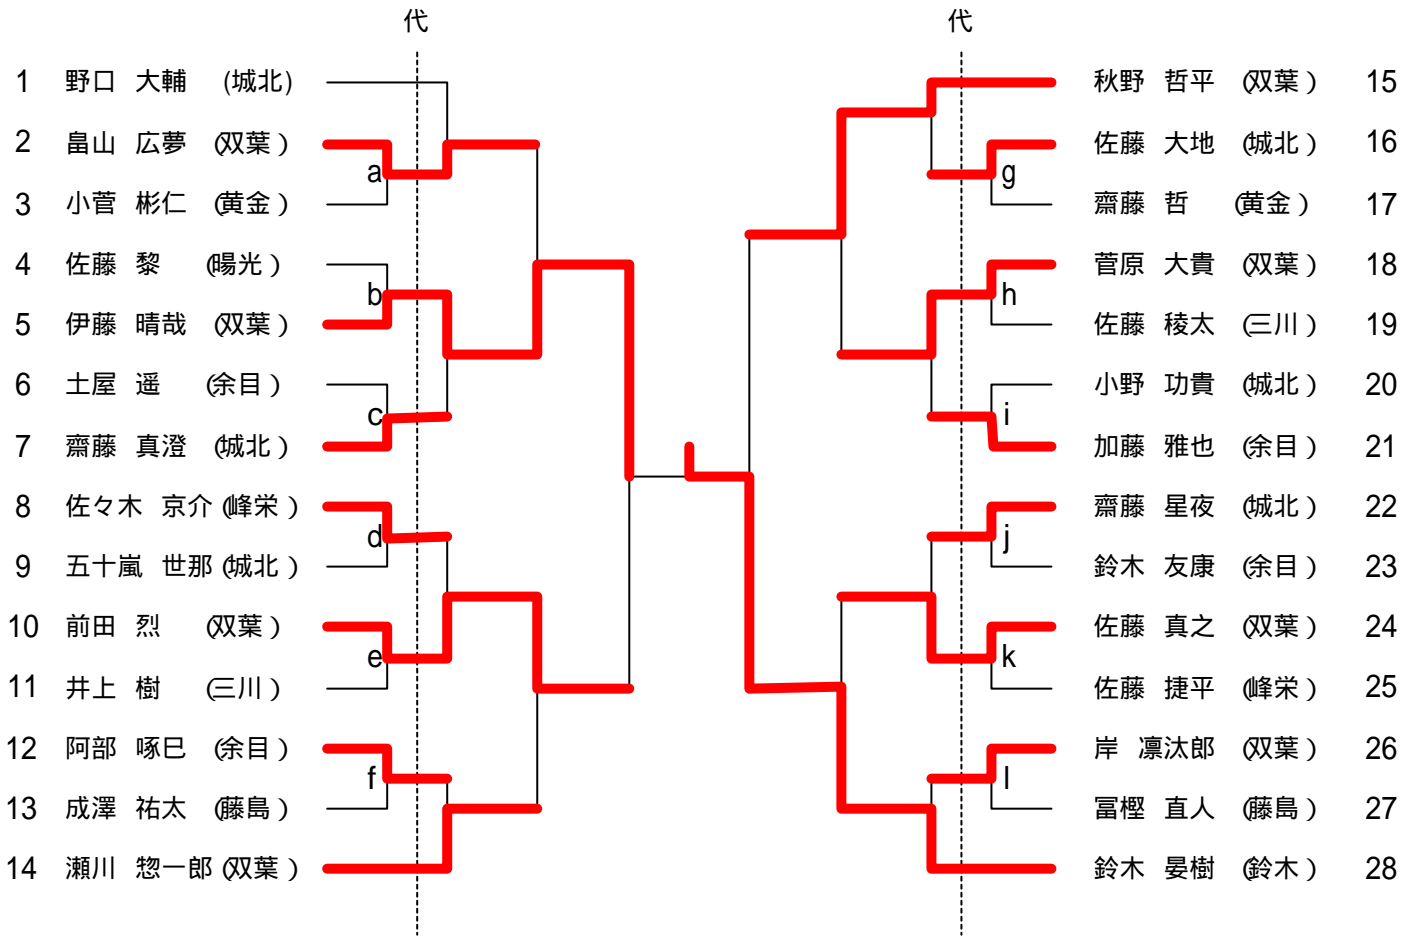 代 代
1 野口 大輔 (城北) 秋野 哲平 (双葉) 15
2 畠山 広夢 (双葉) 佐藤 大地 (城北) 16
a g
3 小菅 彬仁 (黄金) 齋藤 哲 (黄金) 17
4 佐藤 黎 (陽光) 菅原 大貴 (双葉) 18
b h
5 伊藤 晴哉 (双葉) 佐藤 稜太 (三川) 19
6 土屋 遥 (余目) 小野 功貴 (城北) 20
c i
7 齋藤 真澄 (城北) 加藤 雅也 (余目) 21
8 佐々木 京介 (峰栄) 齋藤 星夜 (城北) 22
d j
9 五十嵐 世那 (城北) 鈴木 友康 (余目) 23
10 前田 烈 (双葉) 佐藤 真之 (双葉) 24
e k
11 井上 樹 (三川) 佐藤 捷平 (峰栄) 25
12 阿部 啄巳 (余目) 岸 凛汰郎 (双葉) 26
f l
13 成澤 祐太 (藤島) 冨樫 直人 (藤島) 27
14 瀬川 惣一郎 (双葉) 鈴木 晏樹 (鈴木) 28